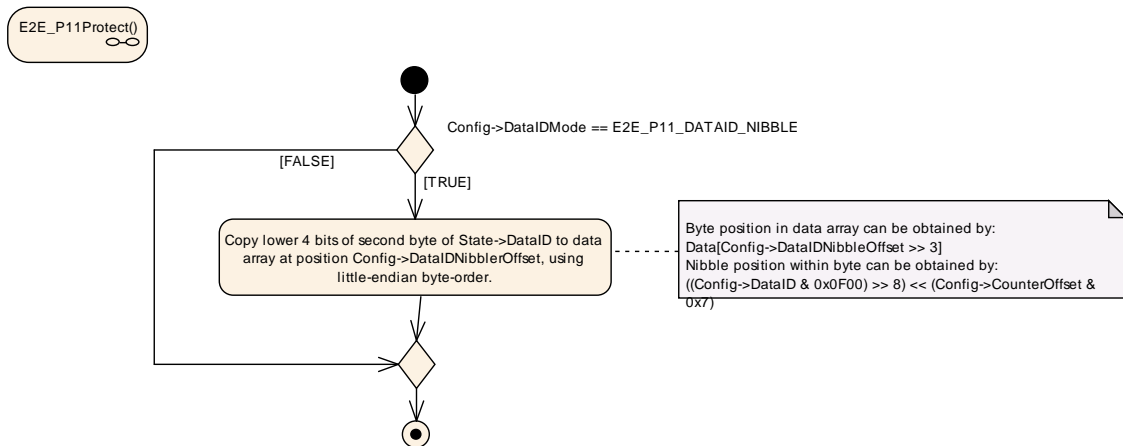 E2E_P11Protect()
Config->DataIDMode == E2E_P11_DATAID_NIBBLE
[FALSE]
[TRUE]
Copy lower 4 bits of second byte of State->DataID to data
array at position Config->DataIDNibblerOffset, using
little-endian byte-order.
Byte position in data array can be obtained by:
Data[Config->DataIDNibbleOffset >> 3]
Nibble position within byte can be obtained by:
((Config->DataID & 0x0F00) >> 8) << (Config->CounterOffset &
0x7)